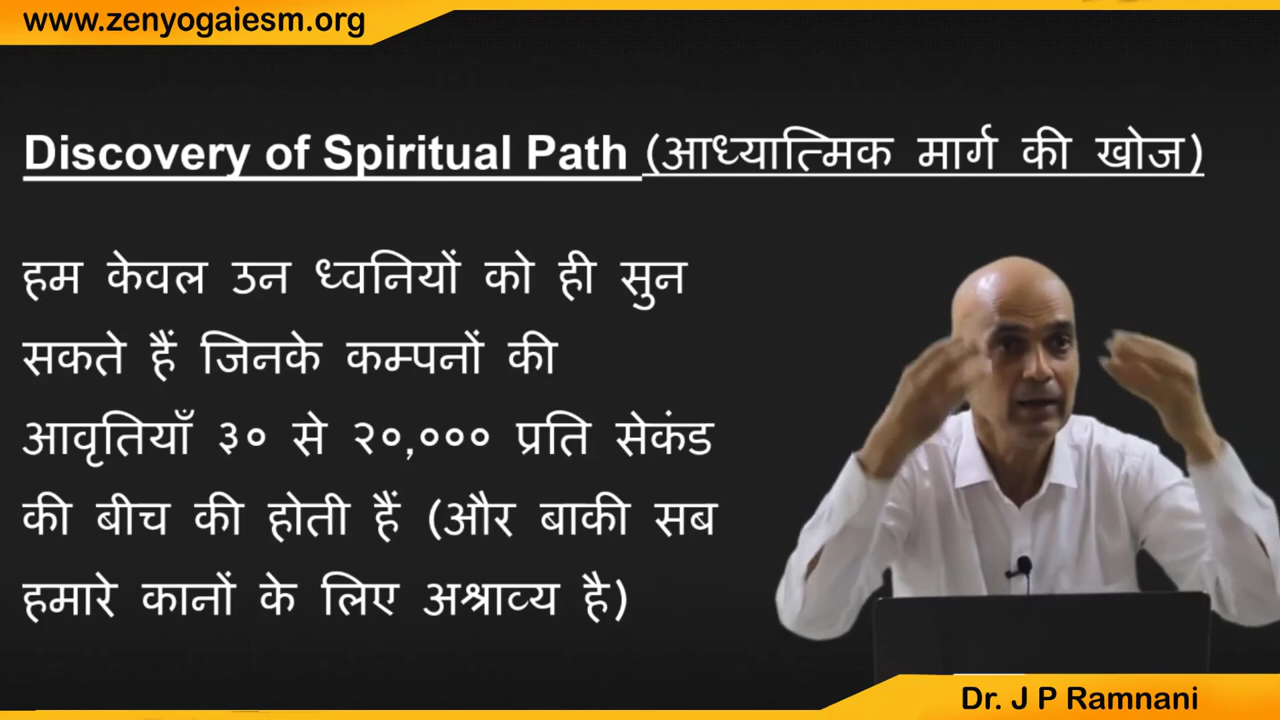 www.zenyogaiesm.org
Discovery of Spiritual Path (आध्यात्मिक मार्ग की खोज)
हम केवल उन ध्वनियों को ही सुन
सकते हैं जिनके कम्पनों की
आवृतियाँ ३० से २०,००० प्रति सेकंड
की बीच की होती हैं (और बाकी सब
हमारे कानों के लिए अश्राव्य है)
Dr. J P Ramnani